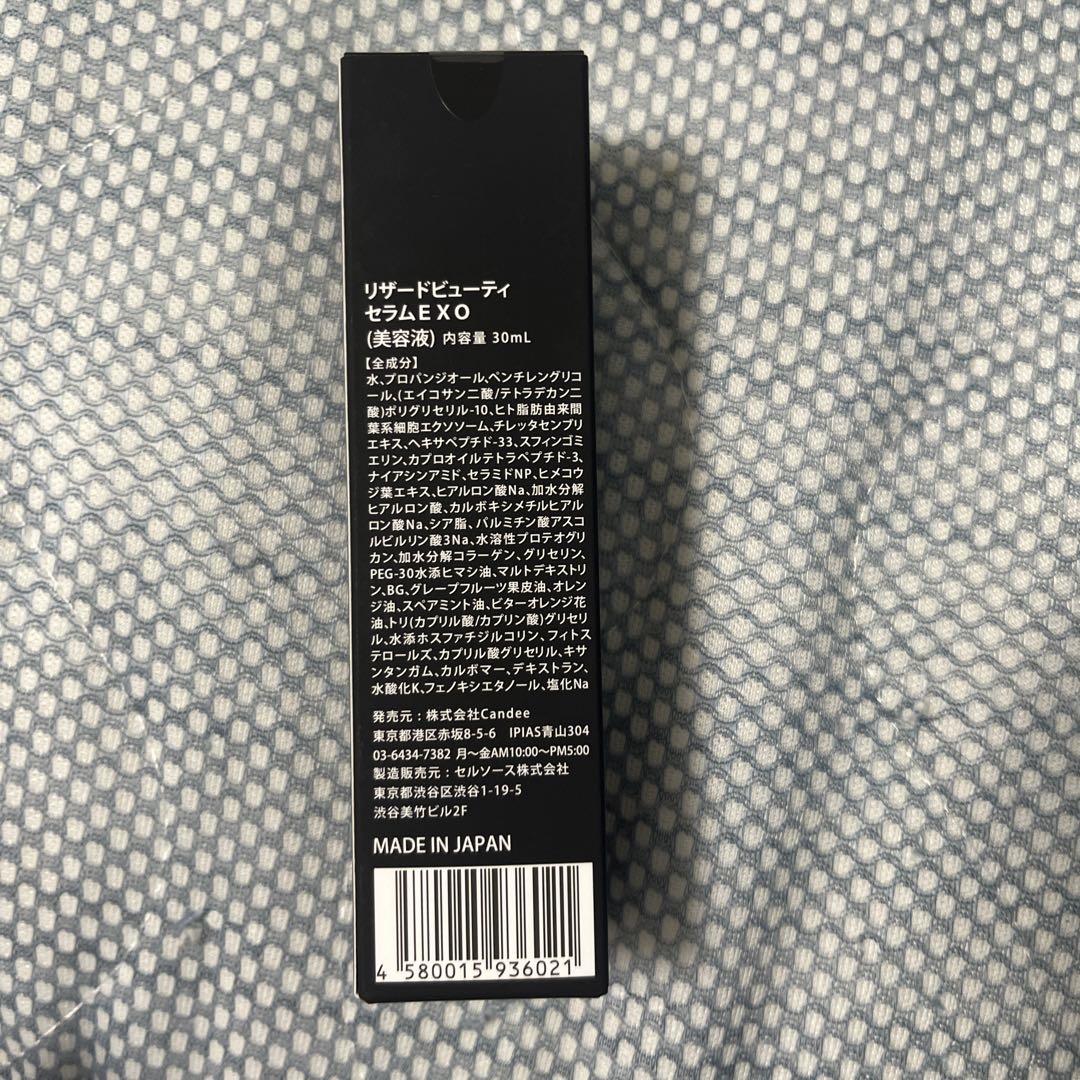 リザードビューティ
セラムEXO
(美容液) 内容量 30mL
【全成分】
水、プロパンジオール、ペンチレングリコ
ール、(エイコサン二酸/テトラデカン二
酸)ポリグリセリル-10、ヒト脂肪由来間
葉系細胞エクソソーム、チレッタセンブリ
エキス、ヘキサペプチド-33、スフィンゴミ
エリン、カプロオイルテトラペプチド-3、
ナイアシンアミド、セラミドNP、ヒメコウ
ジ葉エキス、ヒアルロン酸Na、加水分解
ヒアルロン酸、カルボキシメチルヒアル
ロン酸Na、シア脂、パルミチン酸アスコ
ルビルリン酸3Na、水溶性プロテオグリ
カン、加水分解コラーゲン、グリセリン、
PEG-30水添ヒマシ油、マルトデキストリ
ン、BG、グレープフルーツ果皮油、オレン
ジ油、スペアミント油、ビターオレンジ花
油、トリ(カプリル酸/カプリン酸)グリセリ
ル、水添ホスファチジルコリン、フィトス
テロールズ、カプリル酸グリセリル、キサ
ンタンガム、カルボマー、デキストラン、
水酸化K、フェノキシエタノール、塩化Na
発売元：株式会社Candee
東京都港区赤坂8-5-6 IPIAS青山304
03-6434-7382 月～金AM10:00～PM5:00
製造販売元：セルソース株式会社
東京都渋谷区渋谷1-19-5
渋谷美竹ビル2F
MADE IN JAPAN
4 580015 936021